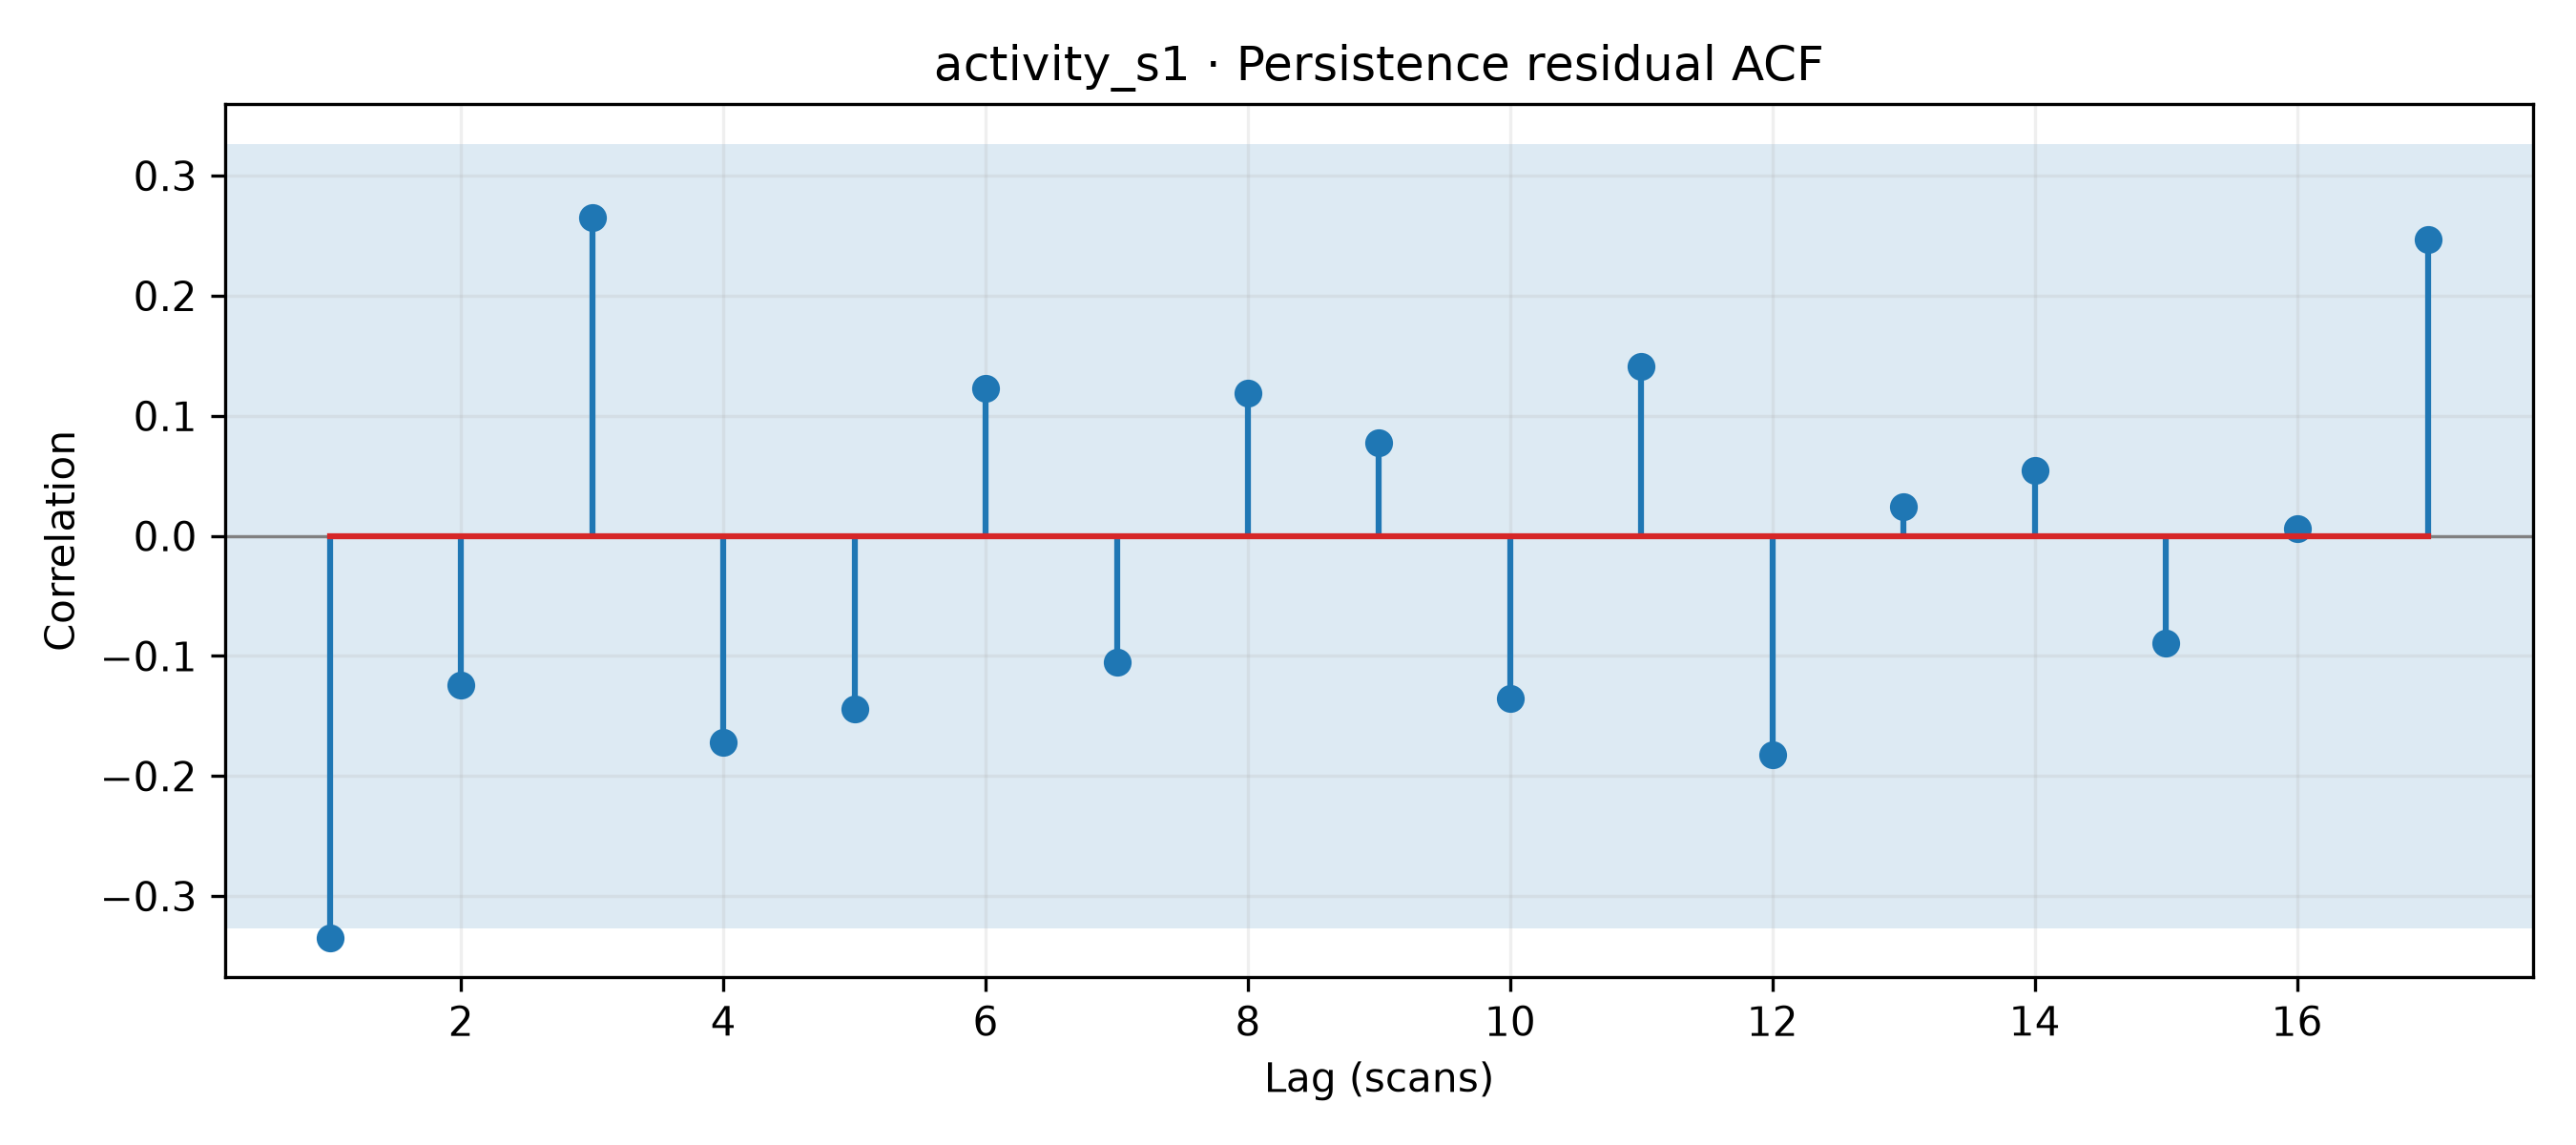 activity_s1 · Persistence residual ACF
0.3
0.2
0.1
0.0
−0.1
−0.2
−0.3
Correlation
2 4 6 8 10 12 14 16
Lag (scans)